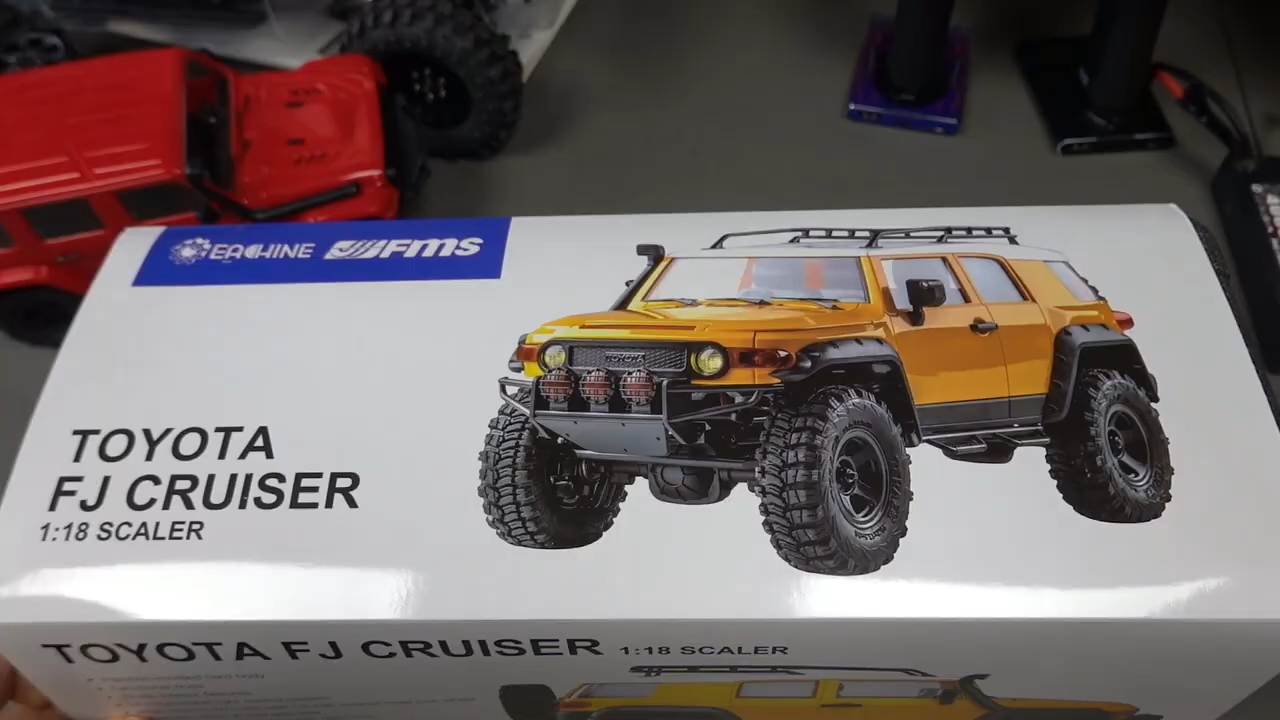 EACHINE FMS
TOYOTA
TOYOTA
FJ CRUISER
1:18 SCALER
TOYOTA FJ CRUISER 1:18 SCALER